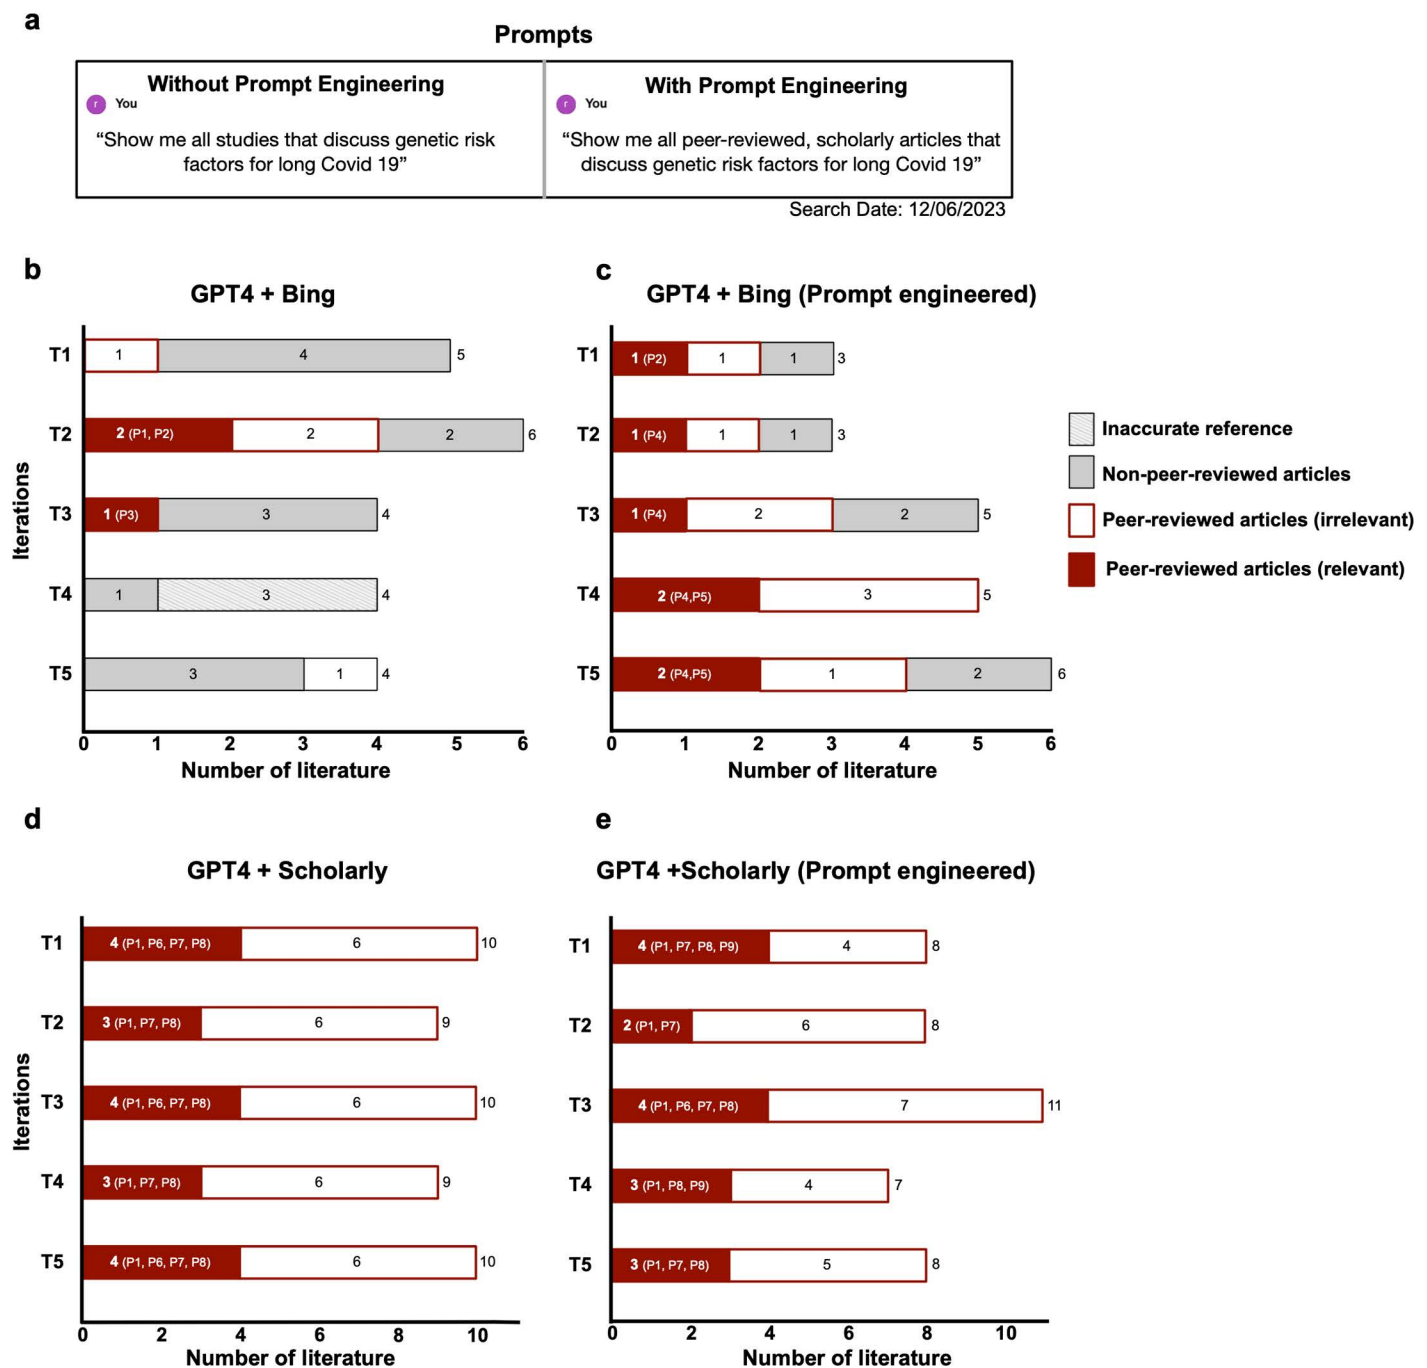 a
Prompts
Without Prompt Engineering
r You
“Show me all studies that discuss genetic risk
factors for long Covid 19”
With Prompt Engineering
r You
“Show me all peer-reviewed, scholarly articles that
discuss genetic risk factors for long Covid 19”
Search Date: 12/06/2023
b
GPT4 + Bing
Iterations
T1 1 4 5
T2 2 (P1, P2) 2 2 6
T3 1 (P3) 3 4
T4 1 3 4
T5 3 1 4
0 1 2 3 4 5 6
Number of literature
c
GPT4 + Bing (Prompt engineered)
T1 1 (P2) 1 1 3
T2 1 (P4) 1 1 3
T3 1 (P4) 2 2 5
T4 2 (P4,P5) 3 5
T5 2 (P4,P5) 1 2 6
0 1 2 3 4 5 6
Number of literature
Inaccurate reference
Non-peer-reviewed articles
Peer-reviewed articles (irrelevant)
Peer-reviewed articles (relevant)
d
GPT4 + Scholarly
Iterations
T1 4 (P1, P6, P7, P8) 6 10
T2 3 (P1, P7, P8) 6 9
T3 4 (P1, P6, P7, P8) 6 10
T4 3 (P1, P7, P8) 6 9
T5 4 (P1, P6, P7, P8) 6 10
0 2 4 6 8 10
Number of literature
e
GPT4 +Scholarly (Prompt engineered)
T1 4 (P1, P7, P8, P9) 4 8
T2 2 (P1, P7) 6 8
T3 4 (P1, P6, P7, P8) 7 11
T4 3 (P1, P8, P9) 4 7
T5 3 (P1, P7, P8) 5 8
0 2 4 6 8 10
Number of literature